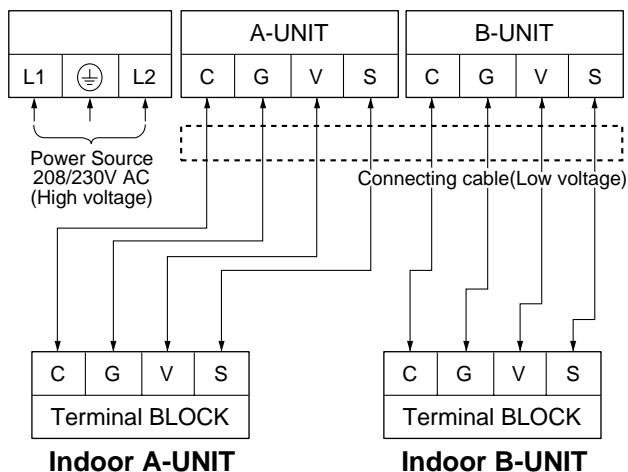 A-UNIT B-UNIT
L1 L2 C G V S C G V S
Power Source
208/230V AC
(High voltage)
Connecting cable(Low voltage)
C G V S C G V S
Terminal BLOCK Terminal BLOCK
Indoor A-UNIT Indoor B-UNIT